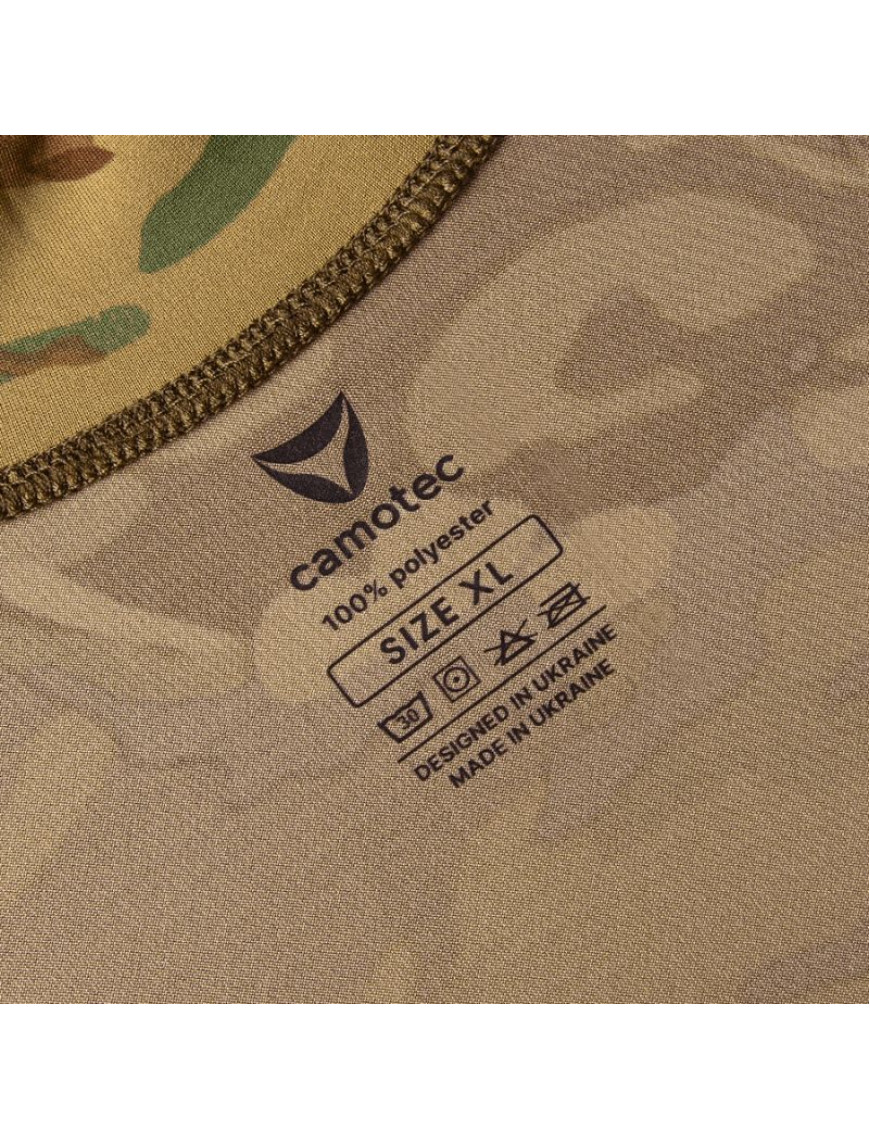 camotec
100% polyester
SIZE XL
30
DESIGNED IN UKRAINE
MADE IN UKRAINE